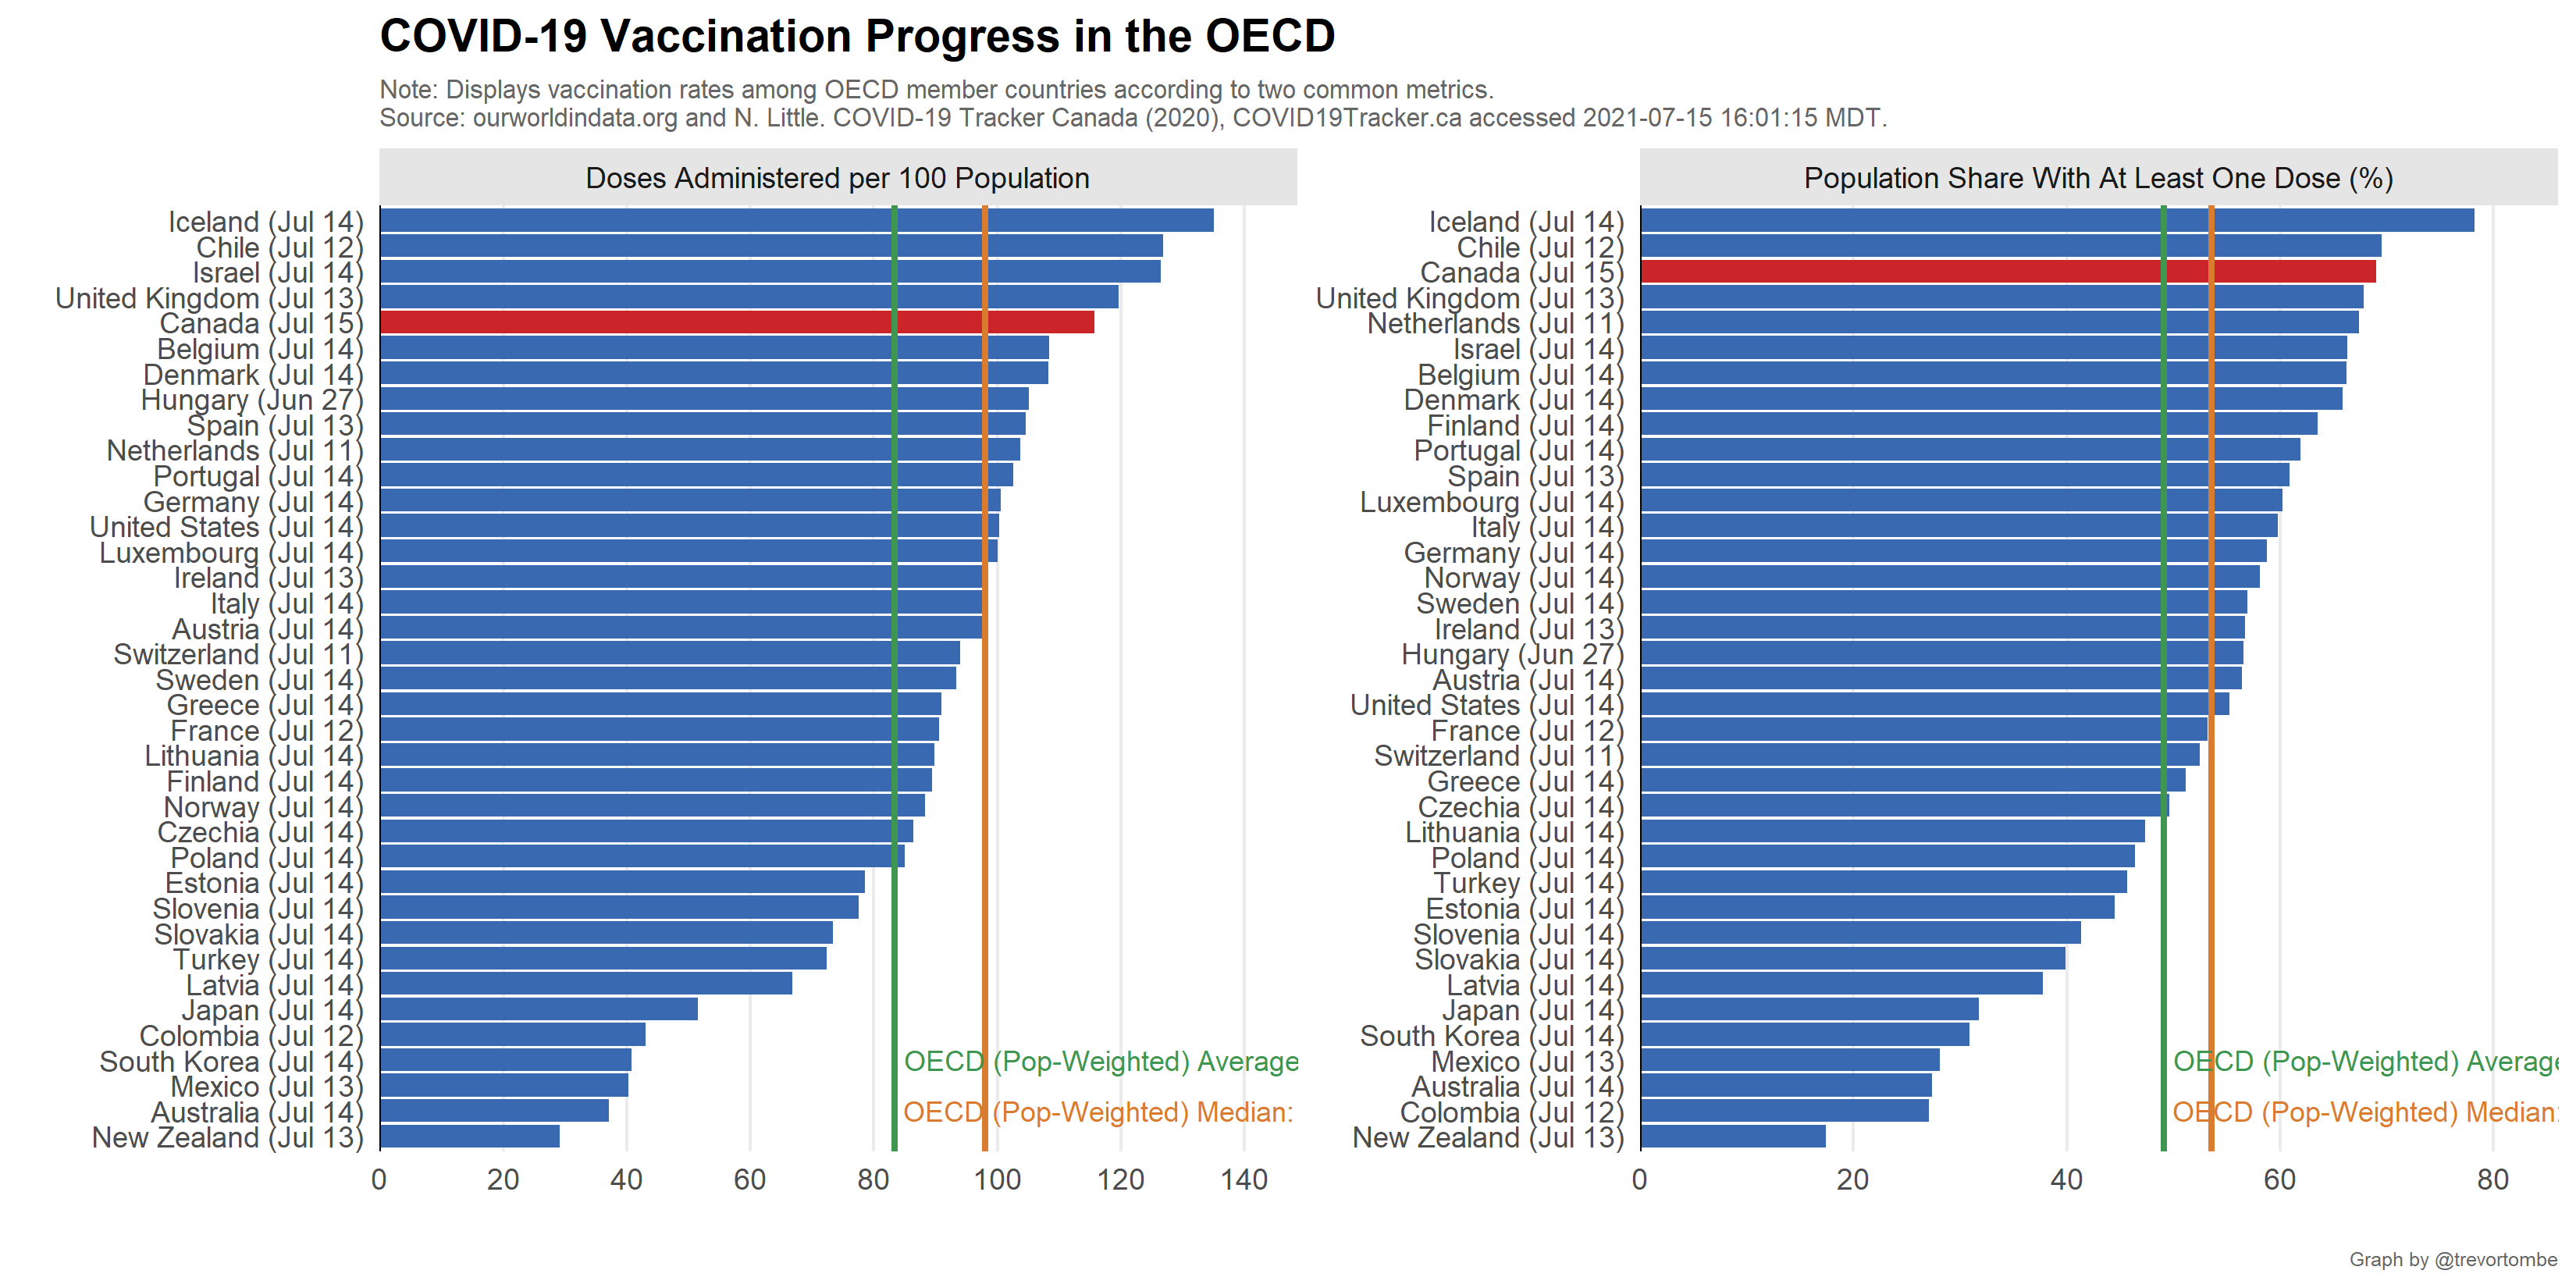 COVID-19 Vaccination Progress in the OECD
Note: Displays vaccination rates among OECD member countries according to two common metrics.
Source: ourworldindata.org and N. Little. COVID-19 Tracker Canada (2020), COVID19Tracker.ca accessed 2021-07-15 16:01:15 MDT.
Doses Administered per 100 Population
Iceland (Jul 14)
Chile (Jul 12)
Israel (Jul 14)
United Kingdom (Jul 13)
Canada (Jul 15)
Belgium (Jul 14)
Denmark (Jul 14)
Hungary (Jun 27)
Spain (Jul 13)
Netherlands (Jul 11)
Portugal (Jul 14)
Germany (Jul 14)
United States (Jul 14)
Luxembourg (Jul 14)
Ireland (Jul 13)
Italy (Jul 14)
Austria (Jul 14)
Switzerland (Jul 11)
Sweden (Jul 14)
Greece (Jul 14)
France (Jul 12)
Lithuania (Jul 14)
Finland (Jul 14)
Norway (Jul 14)
Czechia (Jul 14)
Poland (Jul 14)
Estonia (Jul 14)
Slovenia (Jul 14)
Slovakia (Jul 14)
Turkey (Jul 14)
Latvia (Jul 14)
Japan (Jul 14)
Colombia (Jul 12)
South Korea (Jul 14)
Mexico (Jul 13)
Australia (Jul 14)
New Zealand (Jul 13)
OECD (Pop-Weighted) Average
OECD (Pop-Weighted) Median:
0 20 40 60 80 100 120 140
Population Share With At Least One Dose (%)
Iceland (Jul 14)
Chile (Jul 12)
Canada (Jul 15)
United Kingdom (Jul 13)
Netherlands (Jul 11)
Israel (Jul 14)
Belgium (Jul 14)
Denmark (Jul 14)
Finland (Jul 14)
Portugal (Jul 14)
Spain (Jul 13)
Luxembourg (Jul 14)
Italy (Jul 14)
Germany (Jul 14)
Norway (Jul 14)
Sweden (Jul 14)
Ireland (Jul 13)
Hungary (Jun 27)
Austria (Jul 14)
United States (Jul 14)
France (Jul 12)
Switzerland (Jul 11)
Greece (Jul 14)
Czechia (Jul 14)
Lithuania (Jul 14)
Poland (Jul 14)
Turkey (Jul 14)
Estonia (Jul 14)
Slovenia (Jul 14)
Slovakia (Jul 14)
Latvia (Jul 14)
Japan (Jul 14)
South Korea (Jul 14)
Mexico (Jul 13)
Australia (Jul 14)
Colombia (Jul 12)
New Zealand (Jul 13)
OECD (Pop-Weighted) Average
OECD (Pop-Weighted) Median:
0 20 40 60 80
Graph by @trevortombe